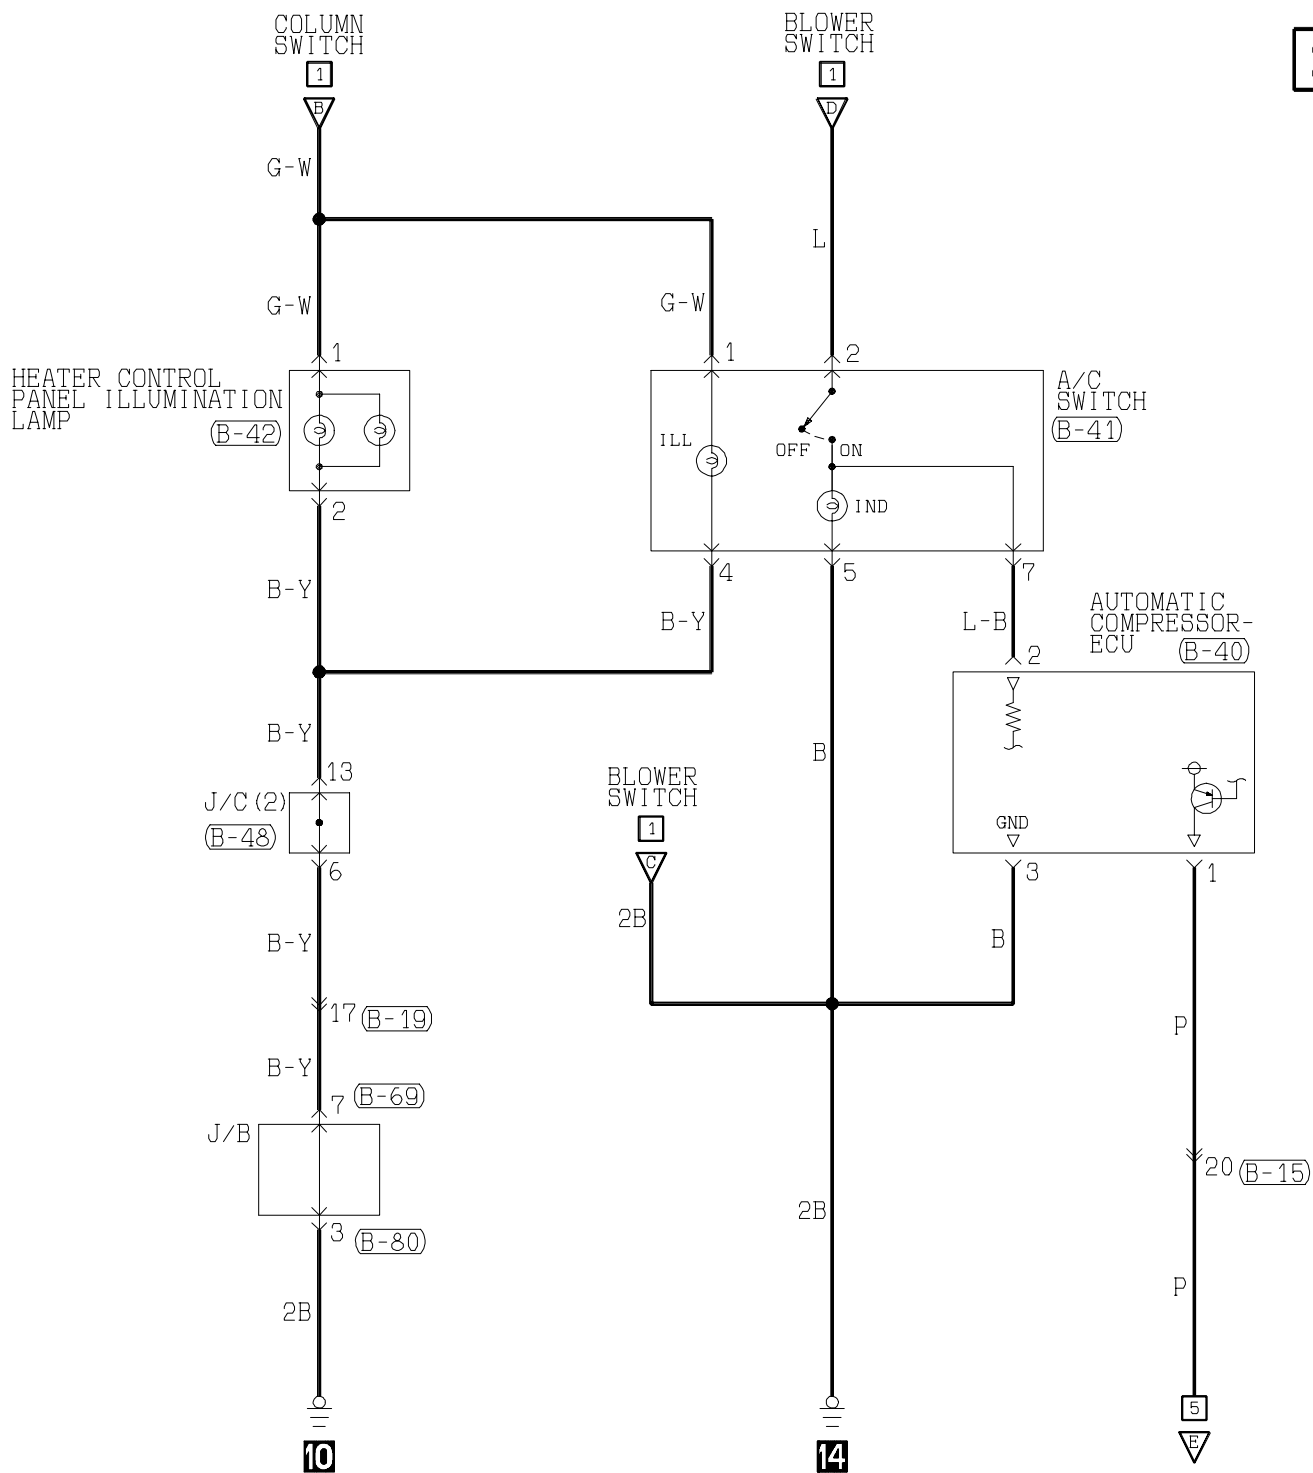 COLUMN
SWITCH
1
B
BLOWER
SWITCH
1
D
G-W
L
G-W
G-W
1
1
2
HEATER CONTROL
PANEL ILLUMINATION
LAMP
(B-42)
A/C
SWITCH
(B-41)
ILL
OFF
ON
IND
2
4
5
7
B-Y
B-Y
L-B
AUTOMATIC
COMPRESSOR-
ECU
(B-40)
2
B-Y
B
13
J/C(2)
(B-48)
6
BLOWER
SWITCH
1
C
GND
3
1
2B
B
B-Y
17 (B-19)
P
B-Y
7 (B-69)
J/B
20 (B-15)
3 (B-80)
2B
P
2B
10
14
5
E